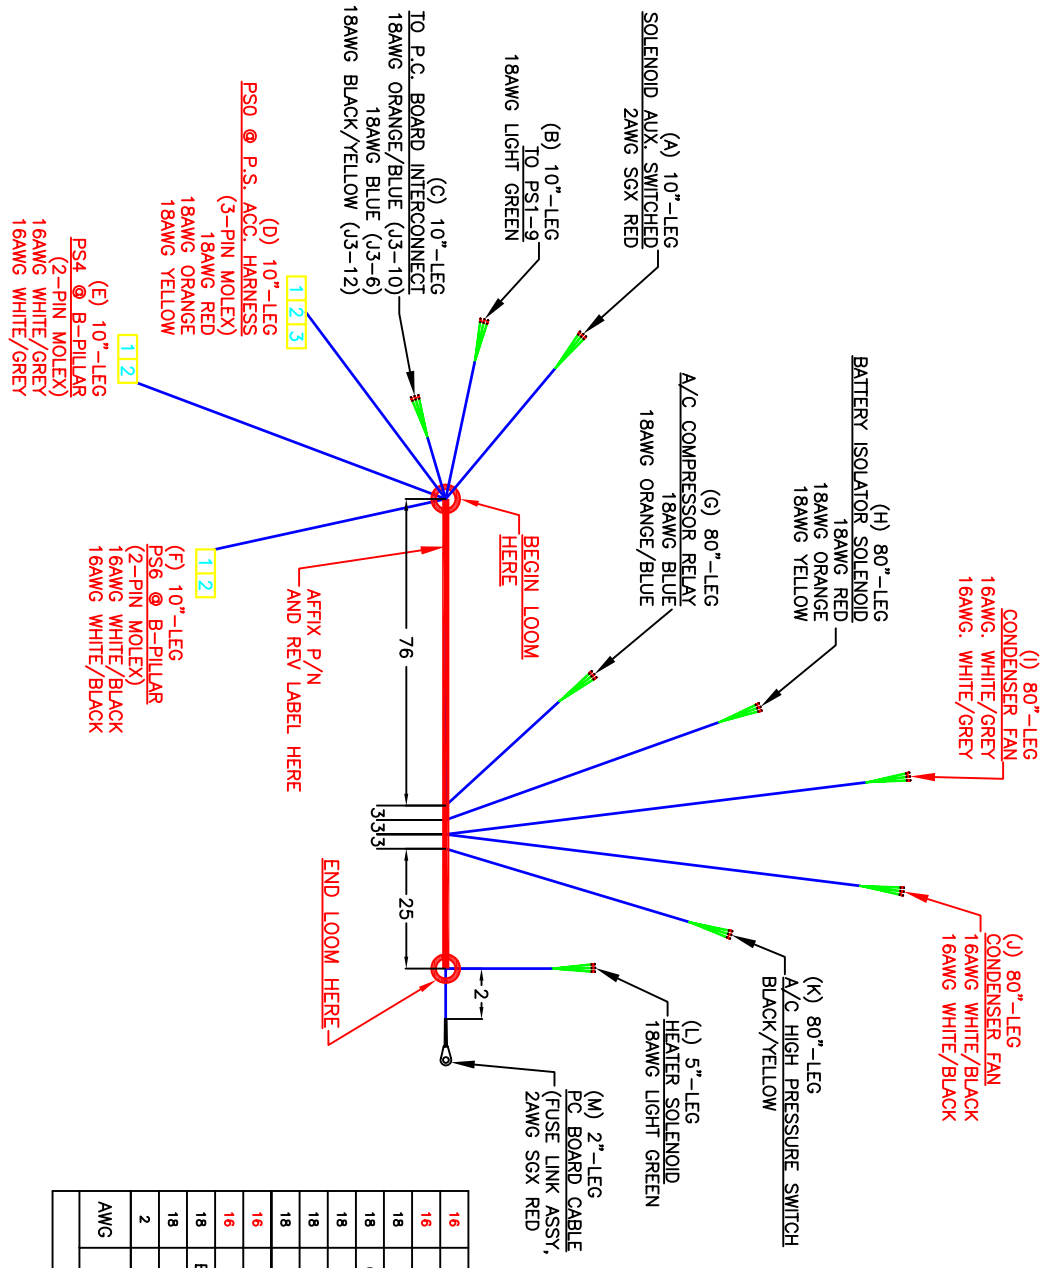 (A) 10"-LEG
SOLENOID AUX. SWITCHED
2AWG SGX RED
(B) 10"-LEG
TO PS1-9
18AWG LIGHT GREEN
(C) 10"-LEG
TO P.C. BOARD INTERCONNECT
18AWG ORANGE/BLUE (J3-10)
18AWG BLUE (J3-6)
18AWG BLACK/YELLOW (J3-12)
(D) 10"-LEG
PS0 @ P.S. ACC. HARNESS
(3-PIN MOLEX)
18AWG RED
18AWG ORANGE
18AWG YELLOW
1 2 3
(E) 10"-LEG
PS4 @ B-PILLAR
(2-PIN MOLEX)
16AWG WHITE/GREY
16AWG WHITE/GREY
1 2
(F) 10"-LEG
PS6 @ B-PILLAR
(2-PIN MOLEX)
16AWG WHITE/BLACK
16AWG WHITE/BLACK
1 2
BEGIN LOOM
HERE
AFFIX P/N
AND REV LABEL HERE
76
3
3
3
25
2
END LOOM HERE
(G) 80"-LEG
A/C COMPRESSOR RELAY
18AWG BLUE
18AWG ORANGE/BLUE
(H) 80"-LEG
BATTERY ISOLATOR SOLENOID
18AWG RED
18AWG ORANGE
18AWG YELLOW
(I) 80"-LEG
CONDENSER FAN
16AWG. WHITE/GREY
16AWG. WHITE/GREY
(J) 80"-LEG
CONDENSER FAN
16AWG WHITE/BLACK
16AWG WHITE/BLACK
(K) 80"-LEG
A/C HIGH PRESSURE SWITCH
BLACK/YELLOW
(L) 5"-LEG
HEATER SOLENOID
18AWG LIGHT GREEN
(M) 2"-LEG
PC BOARD CABLE
(FUSE LINK ASSY,
2AWG SGX RED
16
16
18
18
18
18
18
16
16
18
18
2
AWG